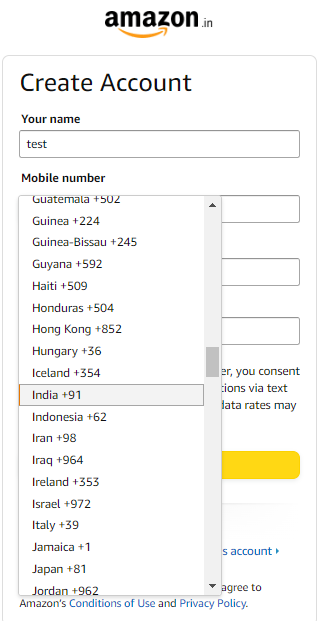 amazon.in
Create Account
Your name
test
Mobile number
Guatemala +502
Guinea +224
Guinea-Bissau +245
Guyana +592
Haiti +509
Honduras +504
Hong Kong +852
Hungary +36
er, you consent
Iceland +354
ions via text
India +91
data rates may
Indonesia +62
Iran +98
Iraq +964
Ireland +353
Israel +972
Italy +39
Jamaica +1
s account
Japan +81
Jordan +962
agree to
Amazon's Conditions of Use and Privacy Policy.